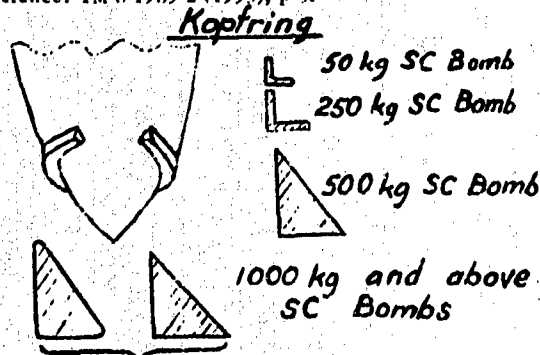 Kopfring
50 kg SC Bomb
250 kg SC Bomb
500 kg SC Bomb
1000 kg and above
SC Bombs